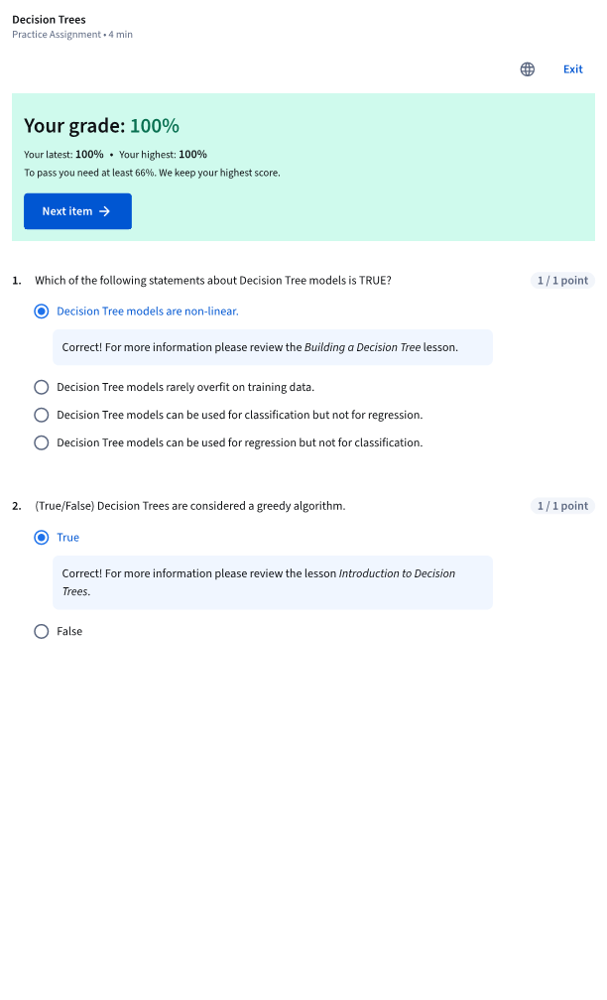 Decision Trees
Practice Assignment • 4 min
Exit
Your grade: 100%
Your latest: 100% • Your highest: 100%
To pass you need at least 66%. We keep your highest score.
Next item
1. Which of the following statements about Decision Tree models is TRUE? 1 / 1 point
Decision Tree models are non-linear.
Correct! For more information please review the Building a Decision Tree lesson.
Decision Tree models rarely overfit on training data.
Decision Tree models can be used for classification but not for regression.
Decision Tree models can be used for regression but not for classification.
2. (True/False) Decision Trees are considered a greedy algorithm. 1 / 1 point
True
Correct! For more information please review the lesson Introduction to Decision
Trees.
False